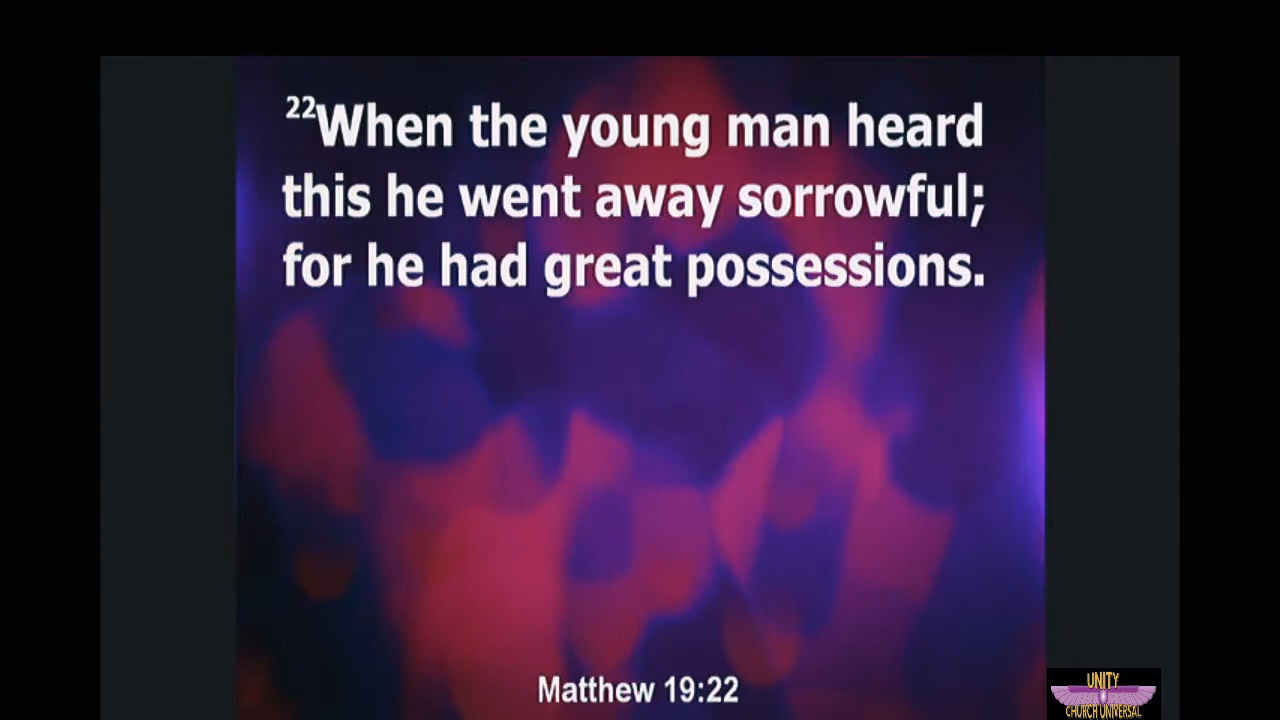 22When the young man heard
this he went away sorrowful;
for he had great possessions.
Matthew 19:22
UNITY
CHURCH UNIVERSAL